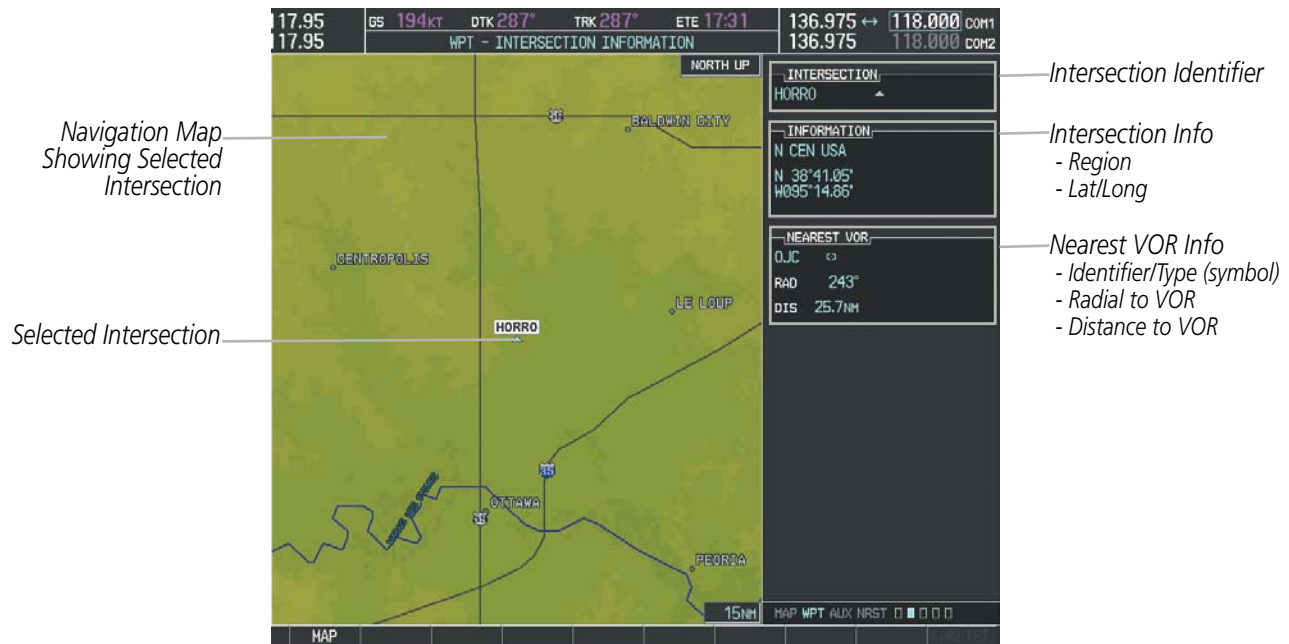 117.95
117.95
GS 194KT DTK 287° TRK 287° ETE 17:31
WPT - INTERSECTION INFORMATION
136.975 ↔ 118.000 COM1
136.975 118.000 COM2
NORTH UP
INTERSECTION
HORRO
INFORMATION
N CEN USA
N 38°41.05'
W095°14.86'
NEAREST VOR
OJC
RAD 243°
DIS 25.7NM
BALDWIN CITY
CENTROPOLIS
LE LOUP
HORRO
35
OTTAWA
PEORIA
15NM
MAP WPT AUX NRST
MAP
CHKLIST
Navigation Map
Showing Selected
Intersection
Selected Intersection
Intersection Identifier
Intersection Info
- Region
- Lat/Long
Nearest VOR Info
- Identifier/Type (symbol)
- Radial to VOR
- Distance to VOR